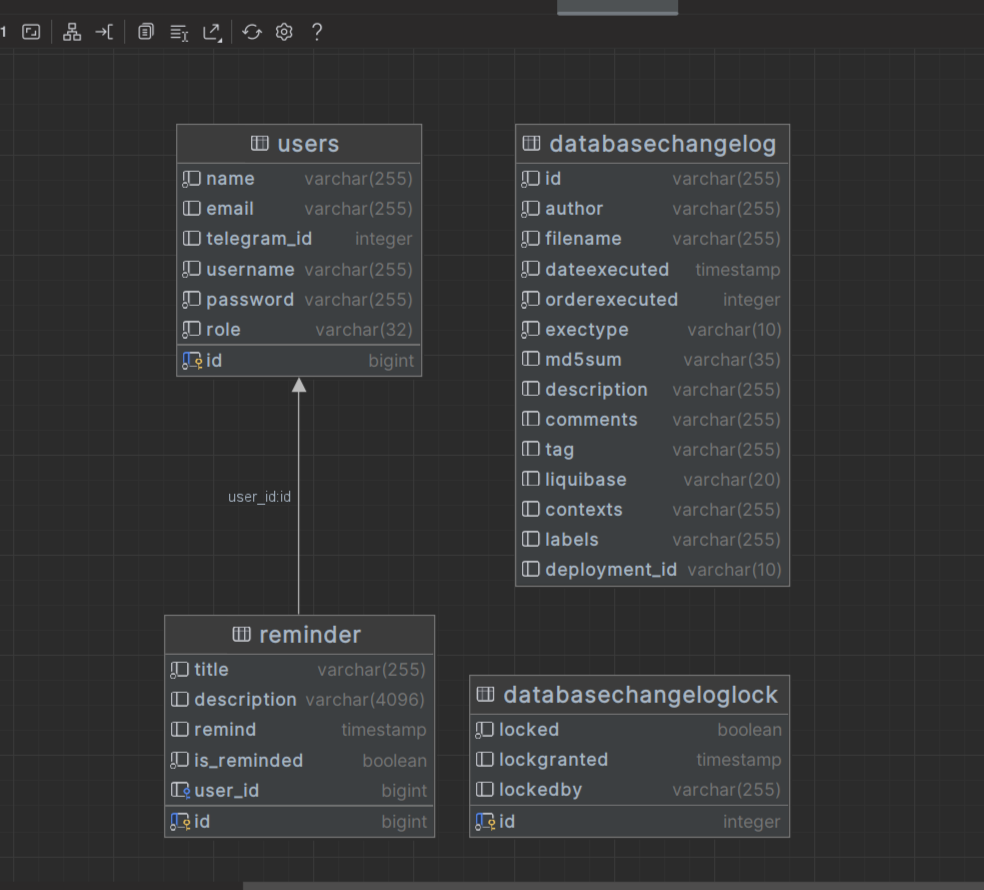 1
?
users
name varchar(255)
email varchar(255)
telegram_id integer
username varchar(255)
password varchar(255)
role varchar(32)
id bigint
user_id:id
reminder
title varchar(255)
description varchar(4096)
remind timestamp
is_reminded boolean
user_id bigint
id bigint
databasechangelog
id varchar(255)
author varchar(255)
filename varchar(255)
dateexecuted timestamp
orderexecuted integer
exectype varchar(10)
md5sum varchar(35)
description varchar(255)
comments varchar(255)
tag varchar(255)
liquibase varchar(20)
contexts varchar(255)
labels varchar(255)
deployment_id varchar(10)
databasechangeloglock
locked boolean
lockgranted timestamp
lockedby varchar(255)
id integer